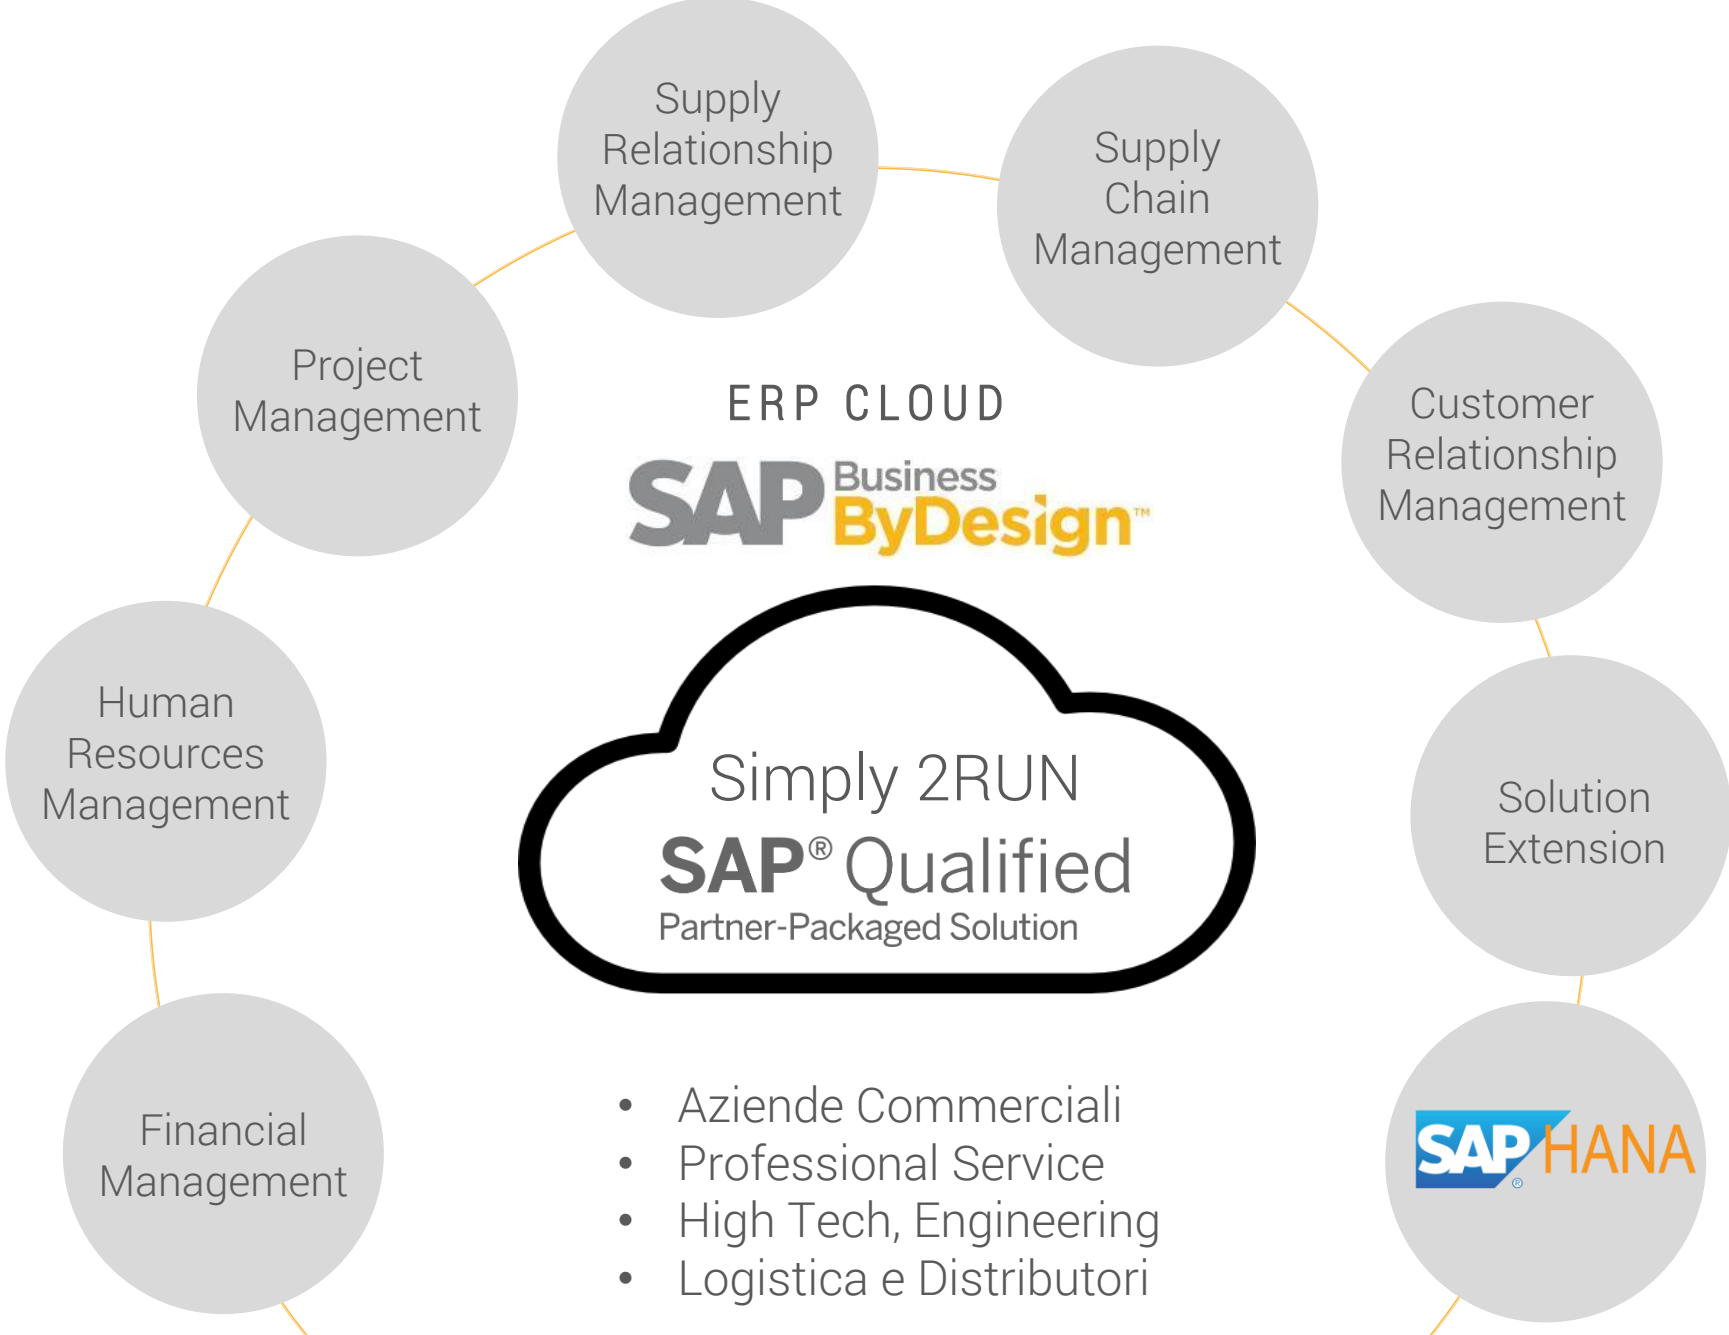 Supply
Relationship
Management
Supply
Chain
Management
Project
Management
Customer
Relationship
Management
ERP CLOUD
SAP Business
ByDesign™
Human
Resources
Management
Simply 2RUN
SAP® Qualified
Partner-Packaged Solution
Solution
Extension
Financial
Management
• Aziende Commerciali
• Professional Service
• High Tech, Engineering
• Logistica e Distributori
SAP® HANA